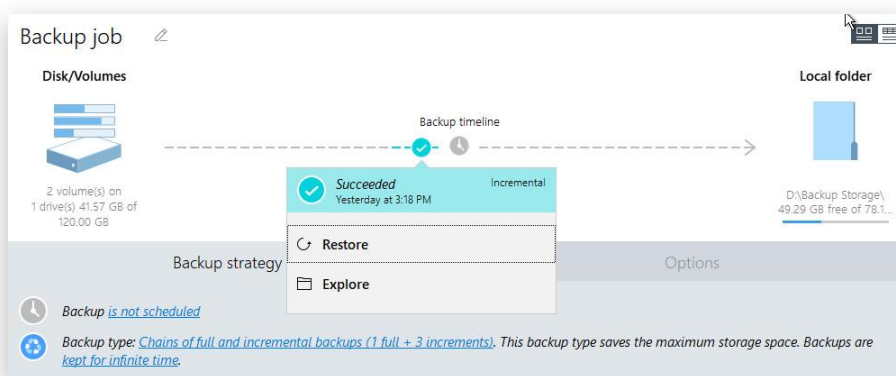 Backup job
Disk/Volumes
Local folder
Backup timeline
Succeeded
Incremental
Yesterday at 3:18 PM
2 volume(s) on
1 drive(s) 41.57 GB of
120.00 GB
D:\Backup Storage\
49.29 GB free of 78.1...
Restore
Explore
Backup strategy
Options
Backup is not scheduled
Backup type: Chains of full and incremental backups (1 full + 3 increments). This backup type saves the maximum storage space. Backups are
kept for infinite time.